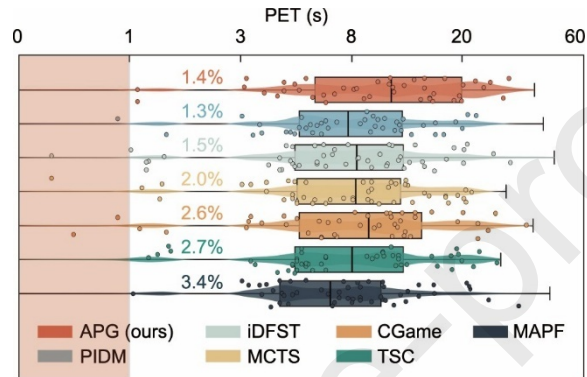 PET (s)
0 1 3 8 20 60
1.4%
1.3%
1.5%
2.0%
2.6%
2.7%
3.4%
APG (ours) iDFST CGame MAPF
PIDM MCTS TSC